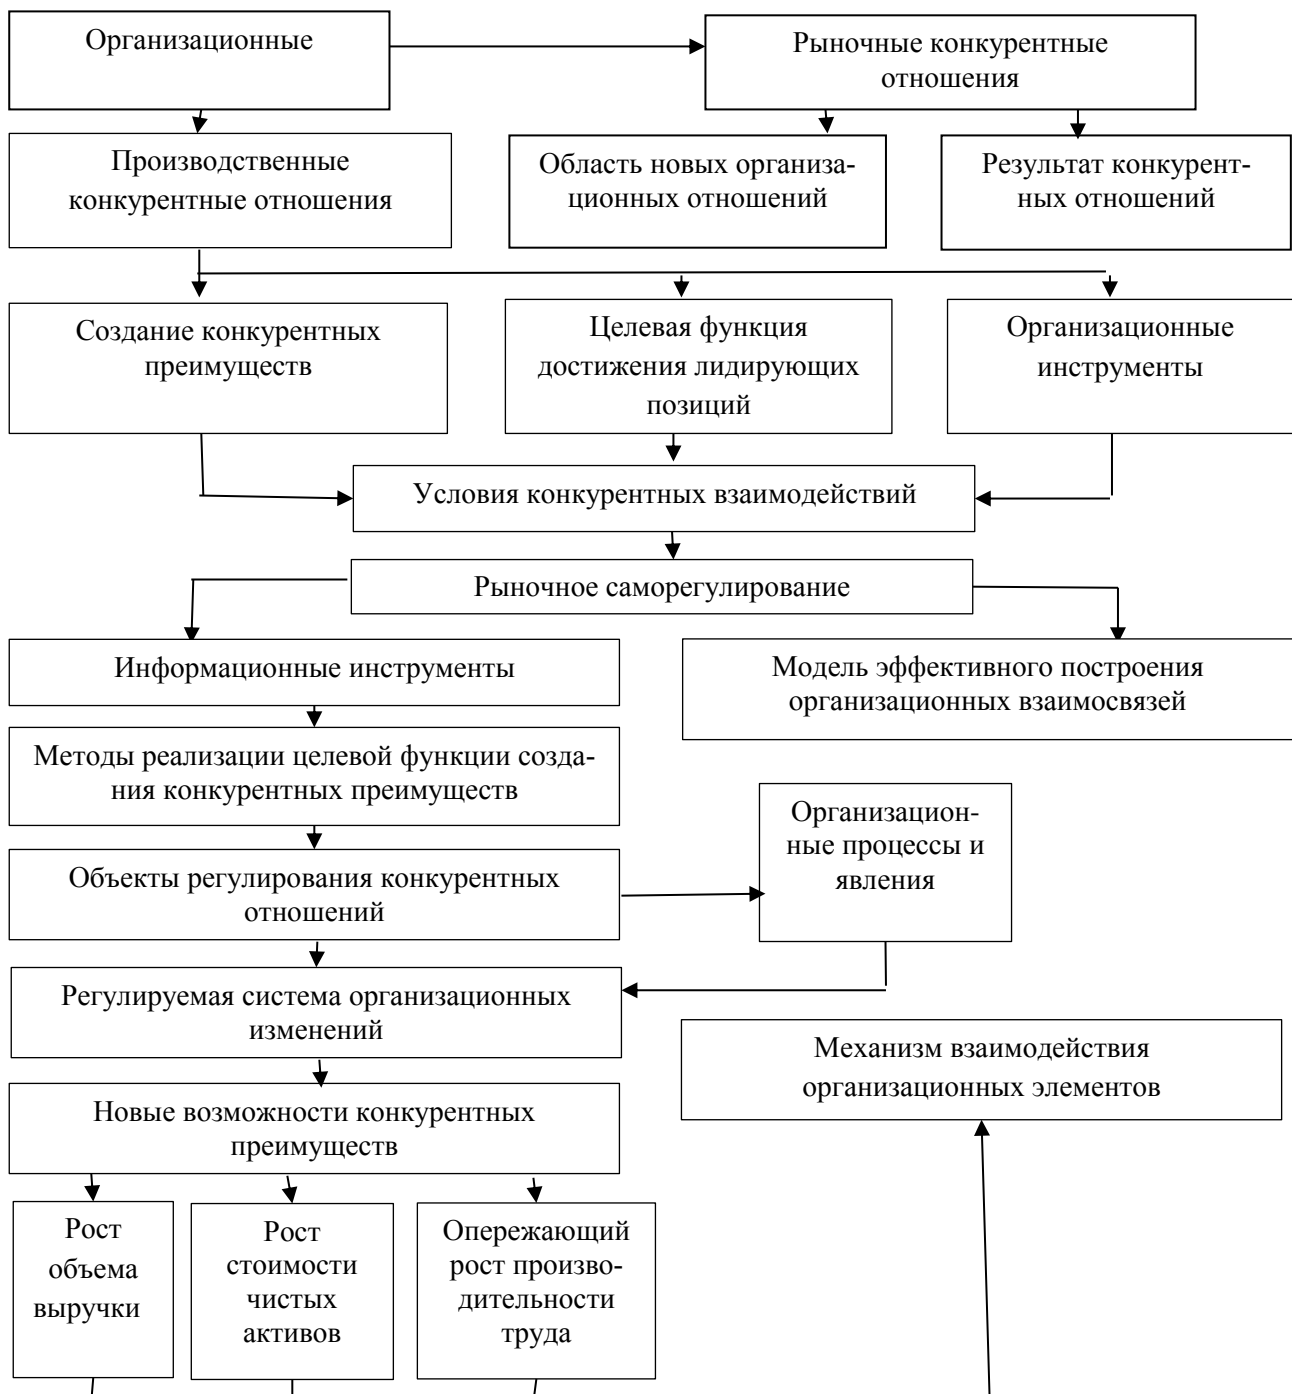 Организационные
Рыночные конкурентные
отношения
Производственные
конкурентные отношения
Область новых организа-
ционных отношений
Результат конкурент-
ных отношений
Создание конкурентных
преимуществ
Целевая функция
достижения лидирующих
позиций
Организационные
инструменты
Условия конкурентных взаимодействий
Рыночное саморегулирование
Информационные инструменты
Модель эффективного построения
организационных взаимосвязей
Методы реализации целевой функции созда-
ния конкурентных преимуществ
Организацион-
ные процессы и
явления
Объекты регулирования конкурентных
отношений
Регулируемая система организационных
изменений
Механизм взаимодействия
организационных элементов
Новые возможности конкурентных
преимуществ
Рост
объема
выручки
Рост
стоимости
чистых
активов
Опережающий
рост произво-
дительности
труда